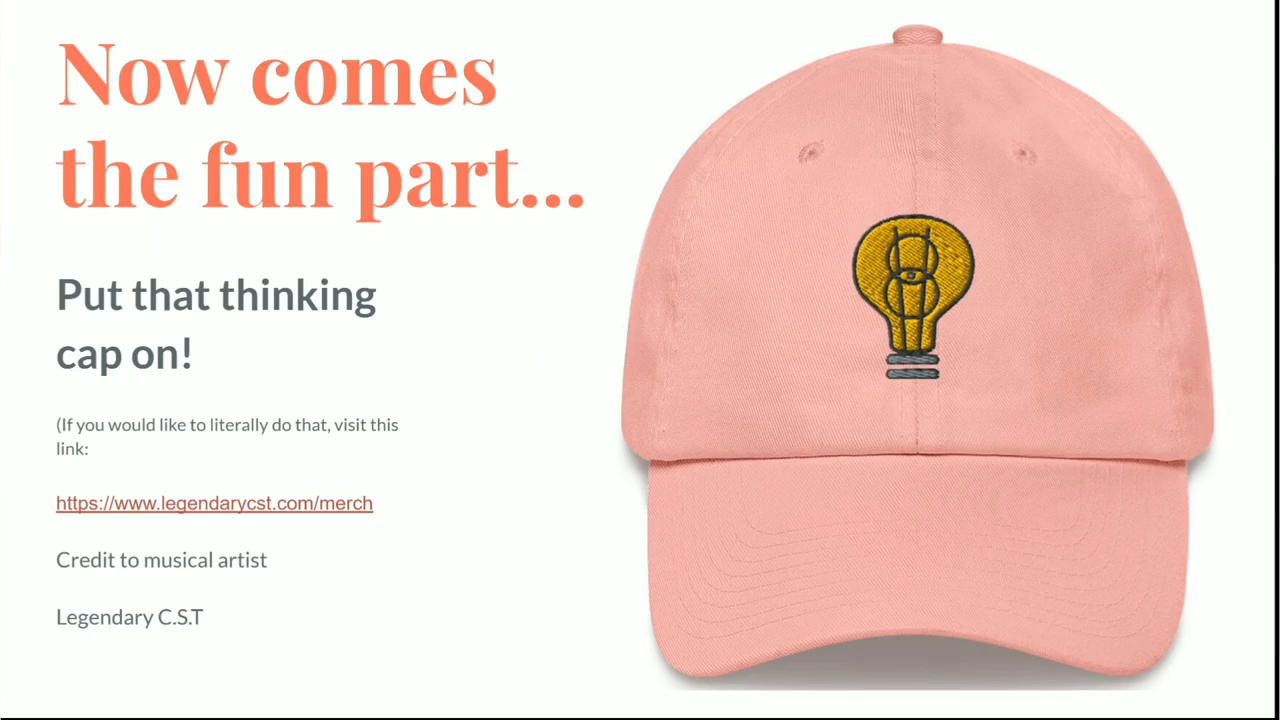 Now comes
the fun part...
Put that thinking
cap on!
(If you would like to literally do that, visit this
link:
https://www.legendarycst.com/merch
Credit to musical artist
Legendary C.S.T